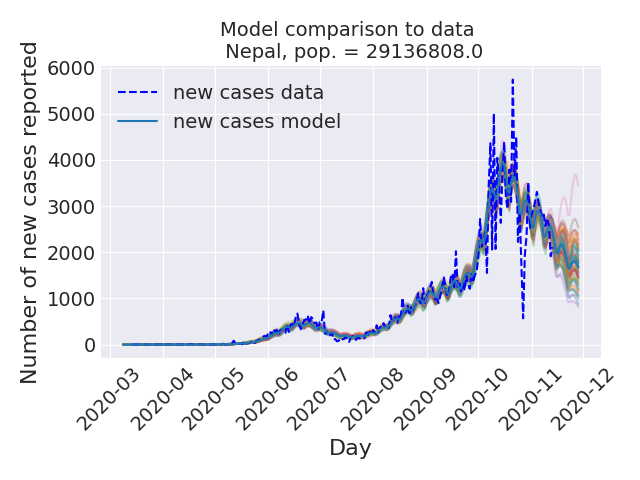 Model comparison to data
Nepal, pop. = 29136808.0
Number of new cases reported
6000
5000
4000
3000
2000
1000
0
new cases data
new cases model
2020-03
2020-04
2020-05
2020-06
2020-07
2020-08
2020-09
2020-10
2020-11
2020-12
Day